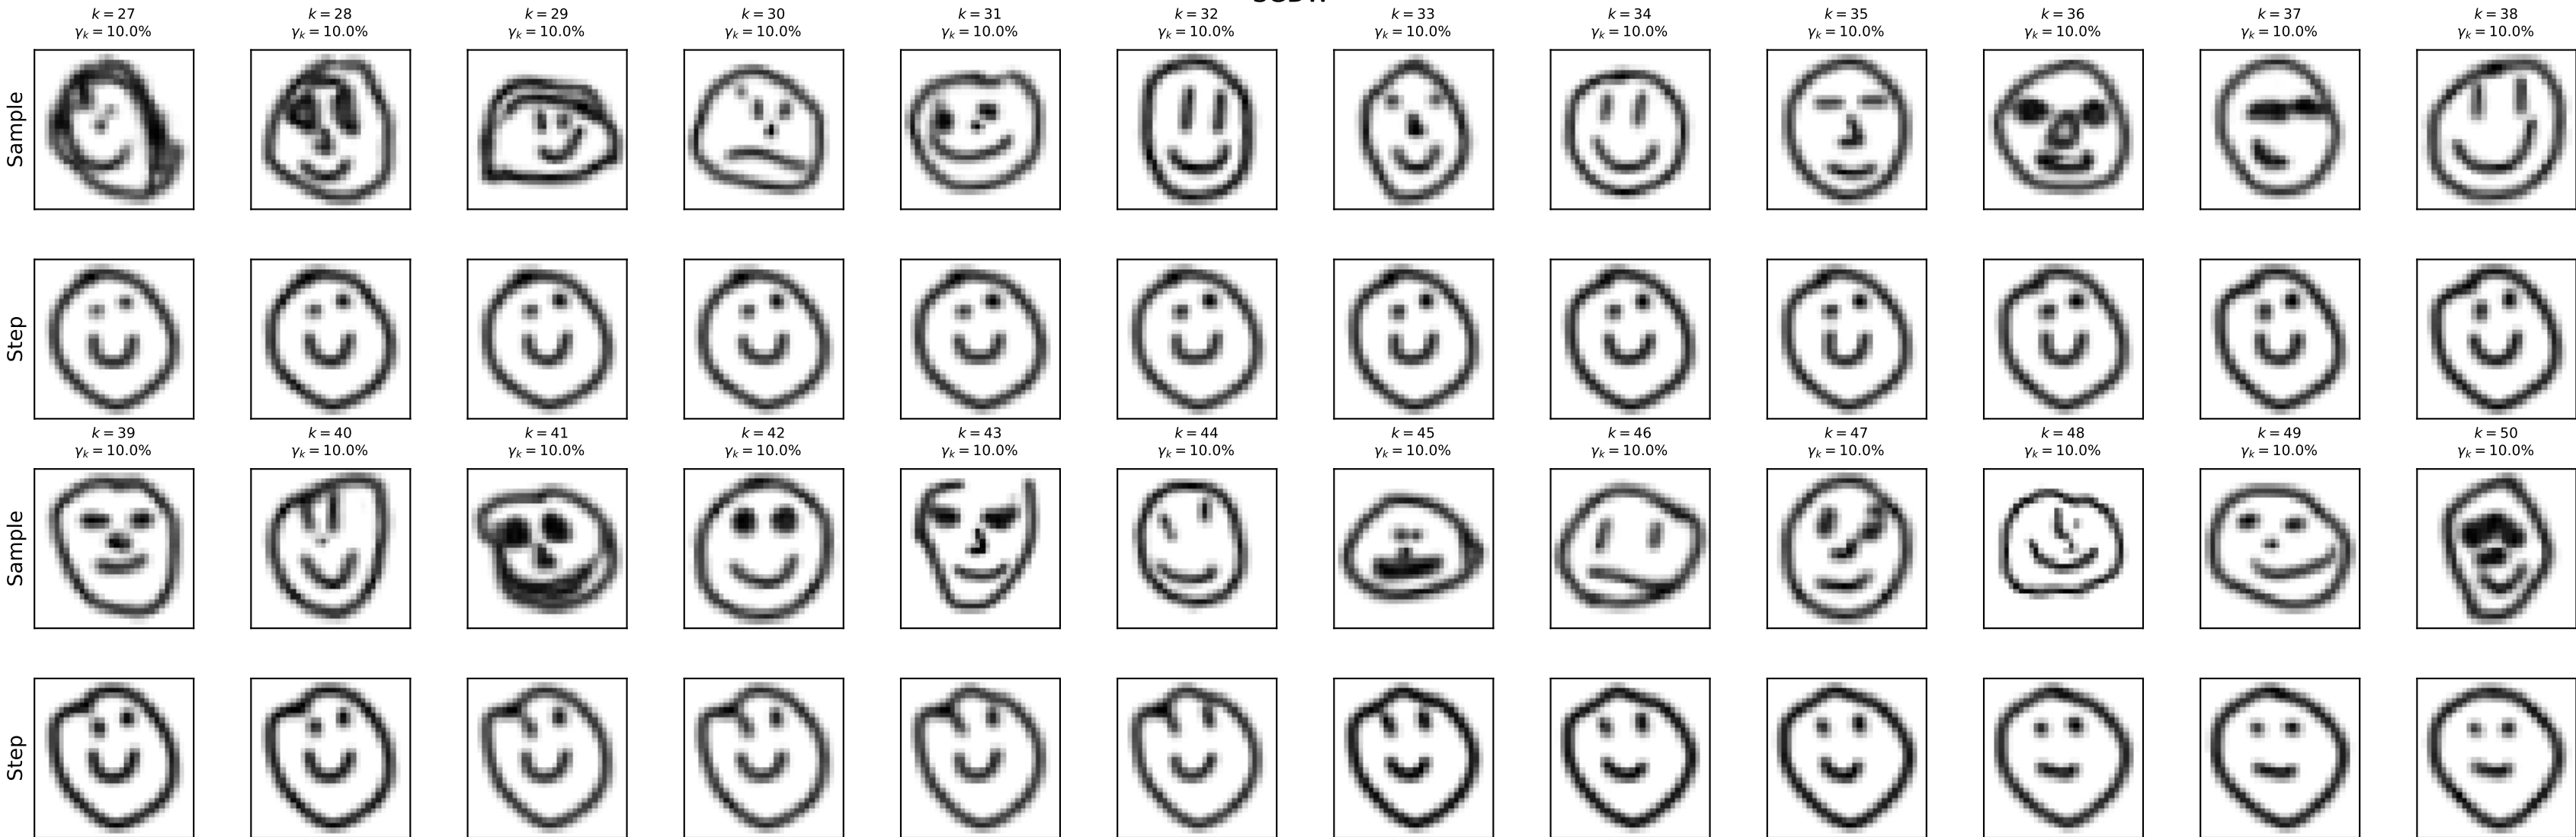 k = 27 k = 28 k = 29 k = 30 k = 31 k = 32 k = 33 k = 34 k = 35 k = 36 k = 37 k = 38
γk = 10.0% γk = 10.0% γk = 10.0% γk = 10.0% γk = 10.0% γk = 10.0% γk = 10.0% γk = 10.0% γk = 10.0% γk = 10.0% γk = 10.0% γk = 10.0%
Sample
Step
k = 39 k = 40 k = 41 k = 42 k = 43 k = 44 k = 45 k = 46 k = 47 k = 48 k = 49 k = 50
γk = 10.0% γk = 10.0% γk = 10.0% γk = 10.0% γk = 10.0% γk = 10.0% γk = 10.0% γk = 10.0% γk = 10.0% γk = 10.0% γk = 10.0% γk = 10.0%
Sample
Step